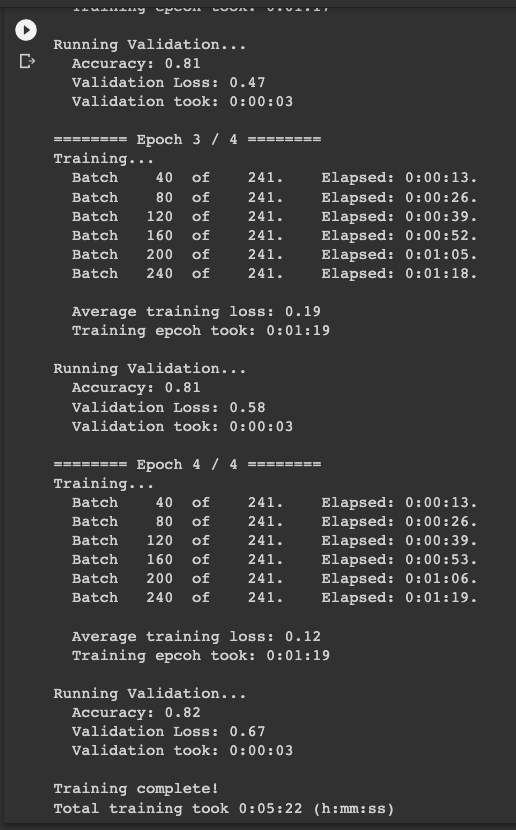 Running Validation...
Accuracy: 0.81
Validation Loss: 0.47
Validation took: 0:00:03
======== Epoch 3 / 4 ========
Training...
Batch 40 of 241. Elapsed: 0:00:13.
Batch 80 of 241. Elapsed: 0:00:26.
Batch 120 of 241. Elapsed: 0:00:39.
Batch 160 of 241. Elapsed: 0:00:52.
Batch 200 of 241. Elapsed: 0:01:05.
Batch 240 of 241. Elapsed: 0:01:18.
Average training loss: 0.19
Training epcoh took: 0:01:19
Running Validation...
Accuracy: 0.81
Validation Loss: 0.58
Validation took: 0:00:03
======== Epoch 4 / 4 ========
Training...
Batch 40 of 241. Elapsed: 0:00:13.
Batch 80 of 241. Elapsed: 0:00:26.
Batch 120 of 241. Elapsed: 0:00:39.
Batch 160 of 241. Elapsed: 0:00:53.
Batch 200 of 241. Elapsed: 0:01:06.
Batch 240 of 241. Elapsed: 0:01:19.
Average training loss: 0.12
Training epcoh took: 0:01:19
Running Validation...
Accuracy: 0.82
Validation Loss: 0.67
Validation took: 0:00:03
Training complete!
Total training took 0:05:22 (h:mm:ss)